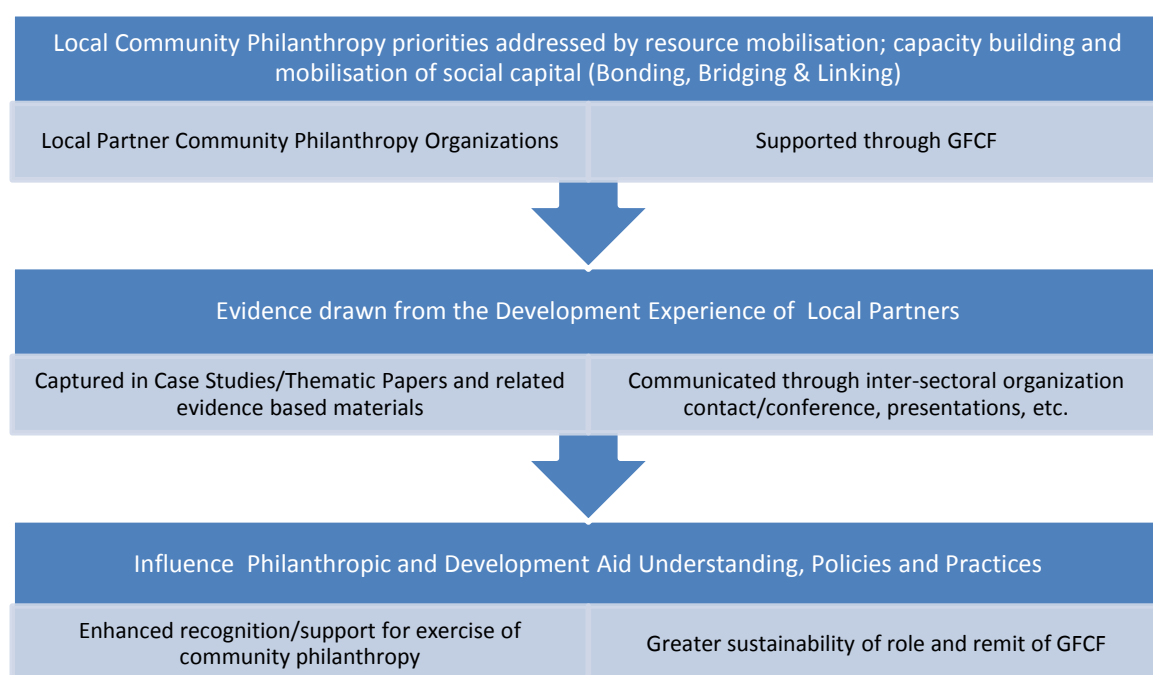 Local Community Philanthropy priorities addressed by resource mobilisation; capacity building and
mobilisation of social capital (Bonding, Bridging & Linking)
Local Partner Community Philanthropy Organizations
Supported through GFCF
Evidence drawn from the Development Experience of Local Partners
Captured in Case Studies/Thematic Papers and related
evidence based materials
Communicated through inter-sectoral organization
contact/conference, presentations, etc.
Influence Philanthropic and Development Aid Understanding, Policies and Practices
Enhanced recognition/support for exercise of
community philanthropy
Greater sustainability of role and remit of GFCF